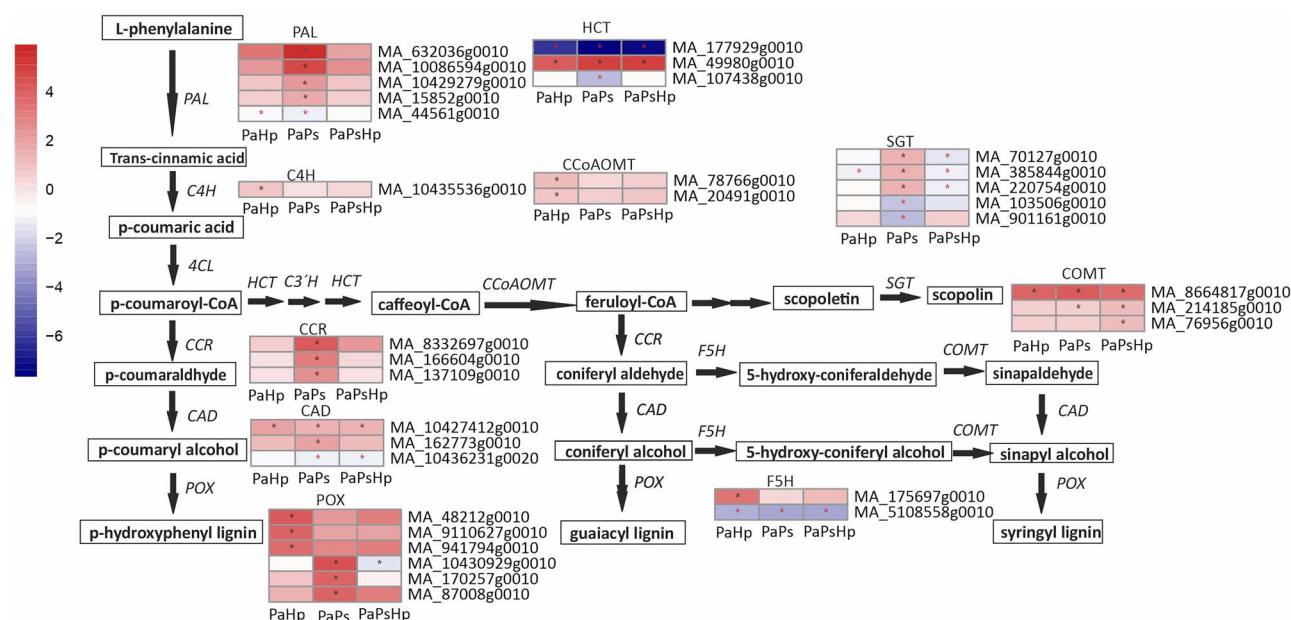 L-phenylalanine
PAL
HCT
MA_632036g0010
MA_10086594g0010
MA_10429279g0010
MA_15852g0010
MA_44561g0010
PaHp PaPs PaPsHp
MA_177929g0010
MA_49980g0010
MA_107438g0010
PaHp PaPs PaPsHp
4
2
0
−2
−4
−6
PAL
Trans-cinnamic acid
C4H
C4H
MA_10435536g0010
PaHp PaPs PaPsHp
CCoAOMT
MA_78766g0010
MA_20491g0010
PaHp PaPs PaPsHp
SGT
MA_70127g0010
MA_385844g0010
MA_220754g0010
MA_103506g0010
MA_901161g0010
PaHp PaPs PaPsHp
p-coumaric acid
4CL
p-coumaroyl-CoA
HCT
C3´H
HCT
caffeoyl-CoA
CCoAOMT
feruloyl-CoA
scopoletin
SGT
scopolin
COMT
MA_8664817g0010
MA_214185g0010
MA_76956g0010
PaHp PaPs PaPsHp
CCR
CCR
MA_8332697g0010
MA_166604g0010
MA_137109g0010
PaHp PaPs PaPsHp
CCR
p-coumaraldhyde
coniferyl aldehyde
F5H
5-hydroxy-coniferaldehyde
COMT
sinapaldehyde
CAD
CAD
MA_10427412g0010
MA_162773g0010
MA_10436231g0020
PaHp PaPs PaPsHp
CAD
CAD
p-coumaryl alcohol
coniferyl alcohol
F5H
5-hydroxy-coniferyl alcohol
COMT
sinapyl alcohol
POX
POX
MA_48212g0010
MA_9110627g0010
MA_941794g0010
MA_10430929g0010
MA_170257g0010
MA_87008g0010
PaHp PaPs PaPsHp
POX
F5H
MA_175697g0010
MA_5108558g0010
PaHp PaPs PaPsHp
POX
p-hydroxyphenyl lignin
guaiacyl lignin
syringyl lignin